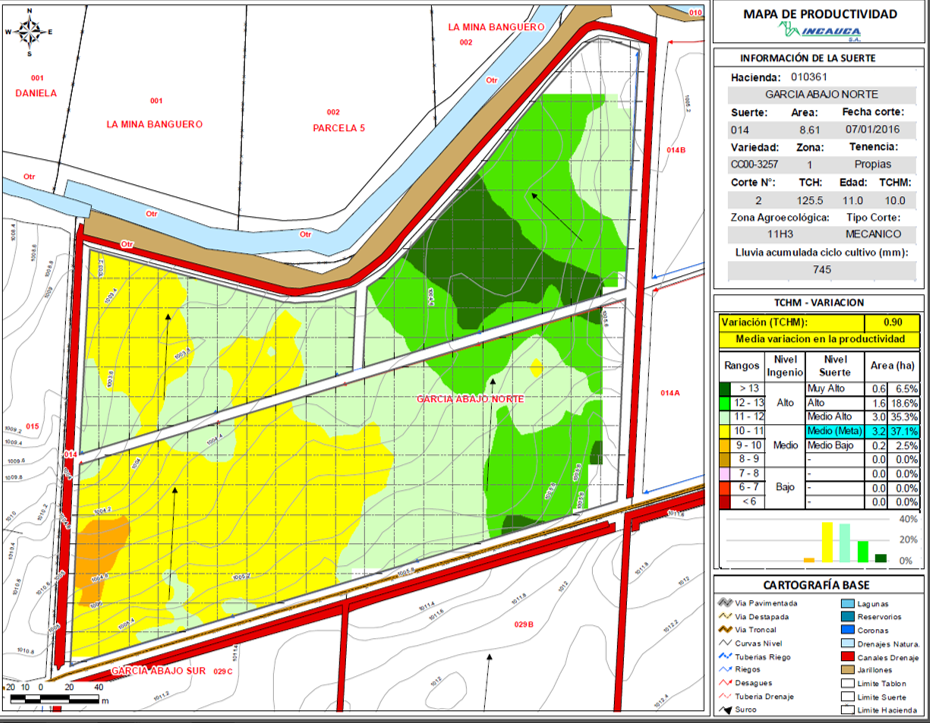 N
W E
S
LA MINA BANGUERO
002
010
001
DANIELA
001
LA MINA BANGUERO
002
PARCELA 5
Otr
Otr
Otr
Otr
Otr
014B
014A
015
014
GARCIA ABAJO NORTE
029B
GARCIA ABAJO SUR 029C
20 10 0 20 40
m
MAPA DE PRODUCTIVIDAD
INCAUCA
S.A.
INFORMACIÓN DE LA SUERTE
Hacienda: 010361
GARCIA ABAJO NORTE
Suerte: Area: Fecha corte:
014 8.61 07/01/2016
Variedad: Zona: Tenencia:
CC00-3257 1 Propias
Corte N°: TCH: Edad: TCHM:
2 125.5 11.0 10.0
Zona Agroecológica: Tipo Corte:
11H3 MECANICO
Lluvia acumulada ciclo cultivo (mm):
745
TCHM - VARIACION
Variación (TCHM): 0.90
Media variacion en la productividad
Rangos Nivel Ingenio Nivel Suerte Area (ha)
> 13 Muy Alto 0.6 6.5%
12 - 13 Alto Alto 1.6 18.6%
11 - 12 Medio Alto 3.0 35.3%
10 - 11 Medio (Meta) 3.2 37.1%
9 - 10 Medio Medio Bajo 0.2 2.5%
8 - 9 - 0.0 0.0%
7 - 8 - 0.0 0.0%
6 - 7 Bajo - 0.0 0.0%
< 6 - 0.0 0.0%
40%
20%
0%
CARTOGRAFÍA BASE
Via Pavimentada Lagunas
Via Destapada Reservorios
Via Troncal Coronas
Curvas Nivel Drenajes Natura.
Tuberias Riego Canales Drenaje
Riegos Jarillones
Desagues Limite Tablon
Tuberia Drenaje Limite Suerte
Surco Limite Hacienda